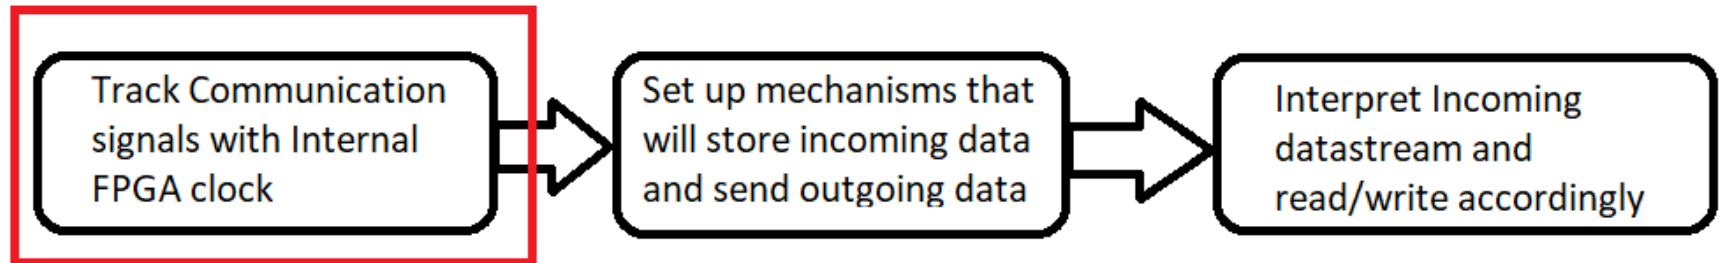 Track Communication
signals with Internal
FPGA clock
Set up mechanisms that
will store incoming data
and send outgoing data
Interpret Incoming
datastream and
read/write accordingly